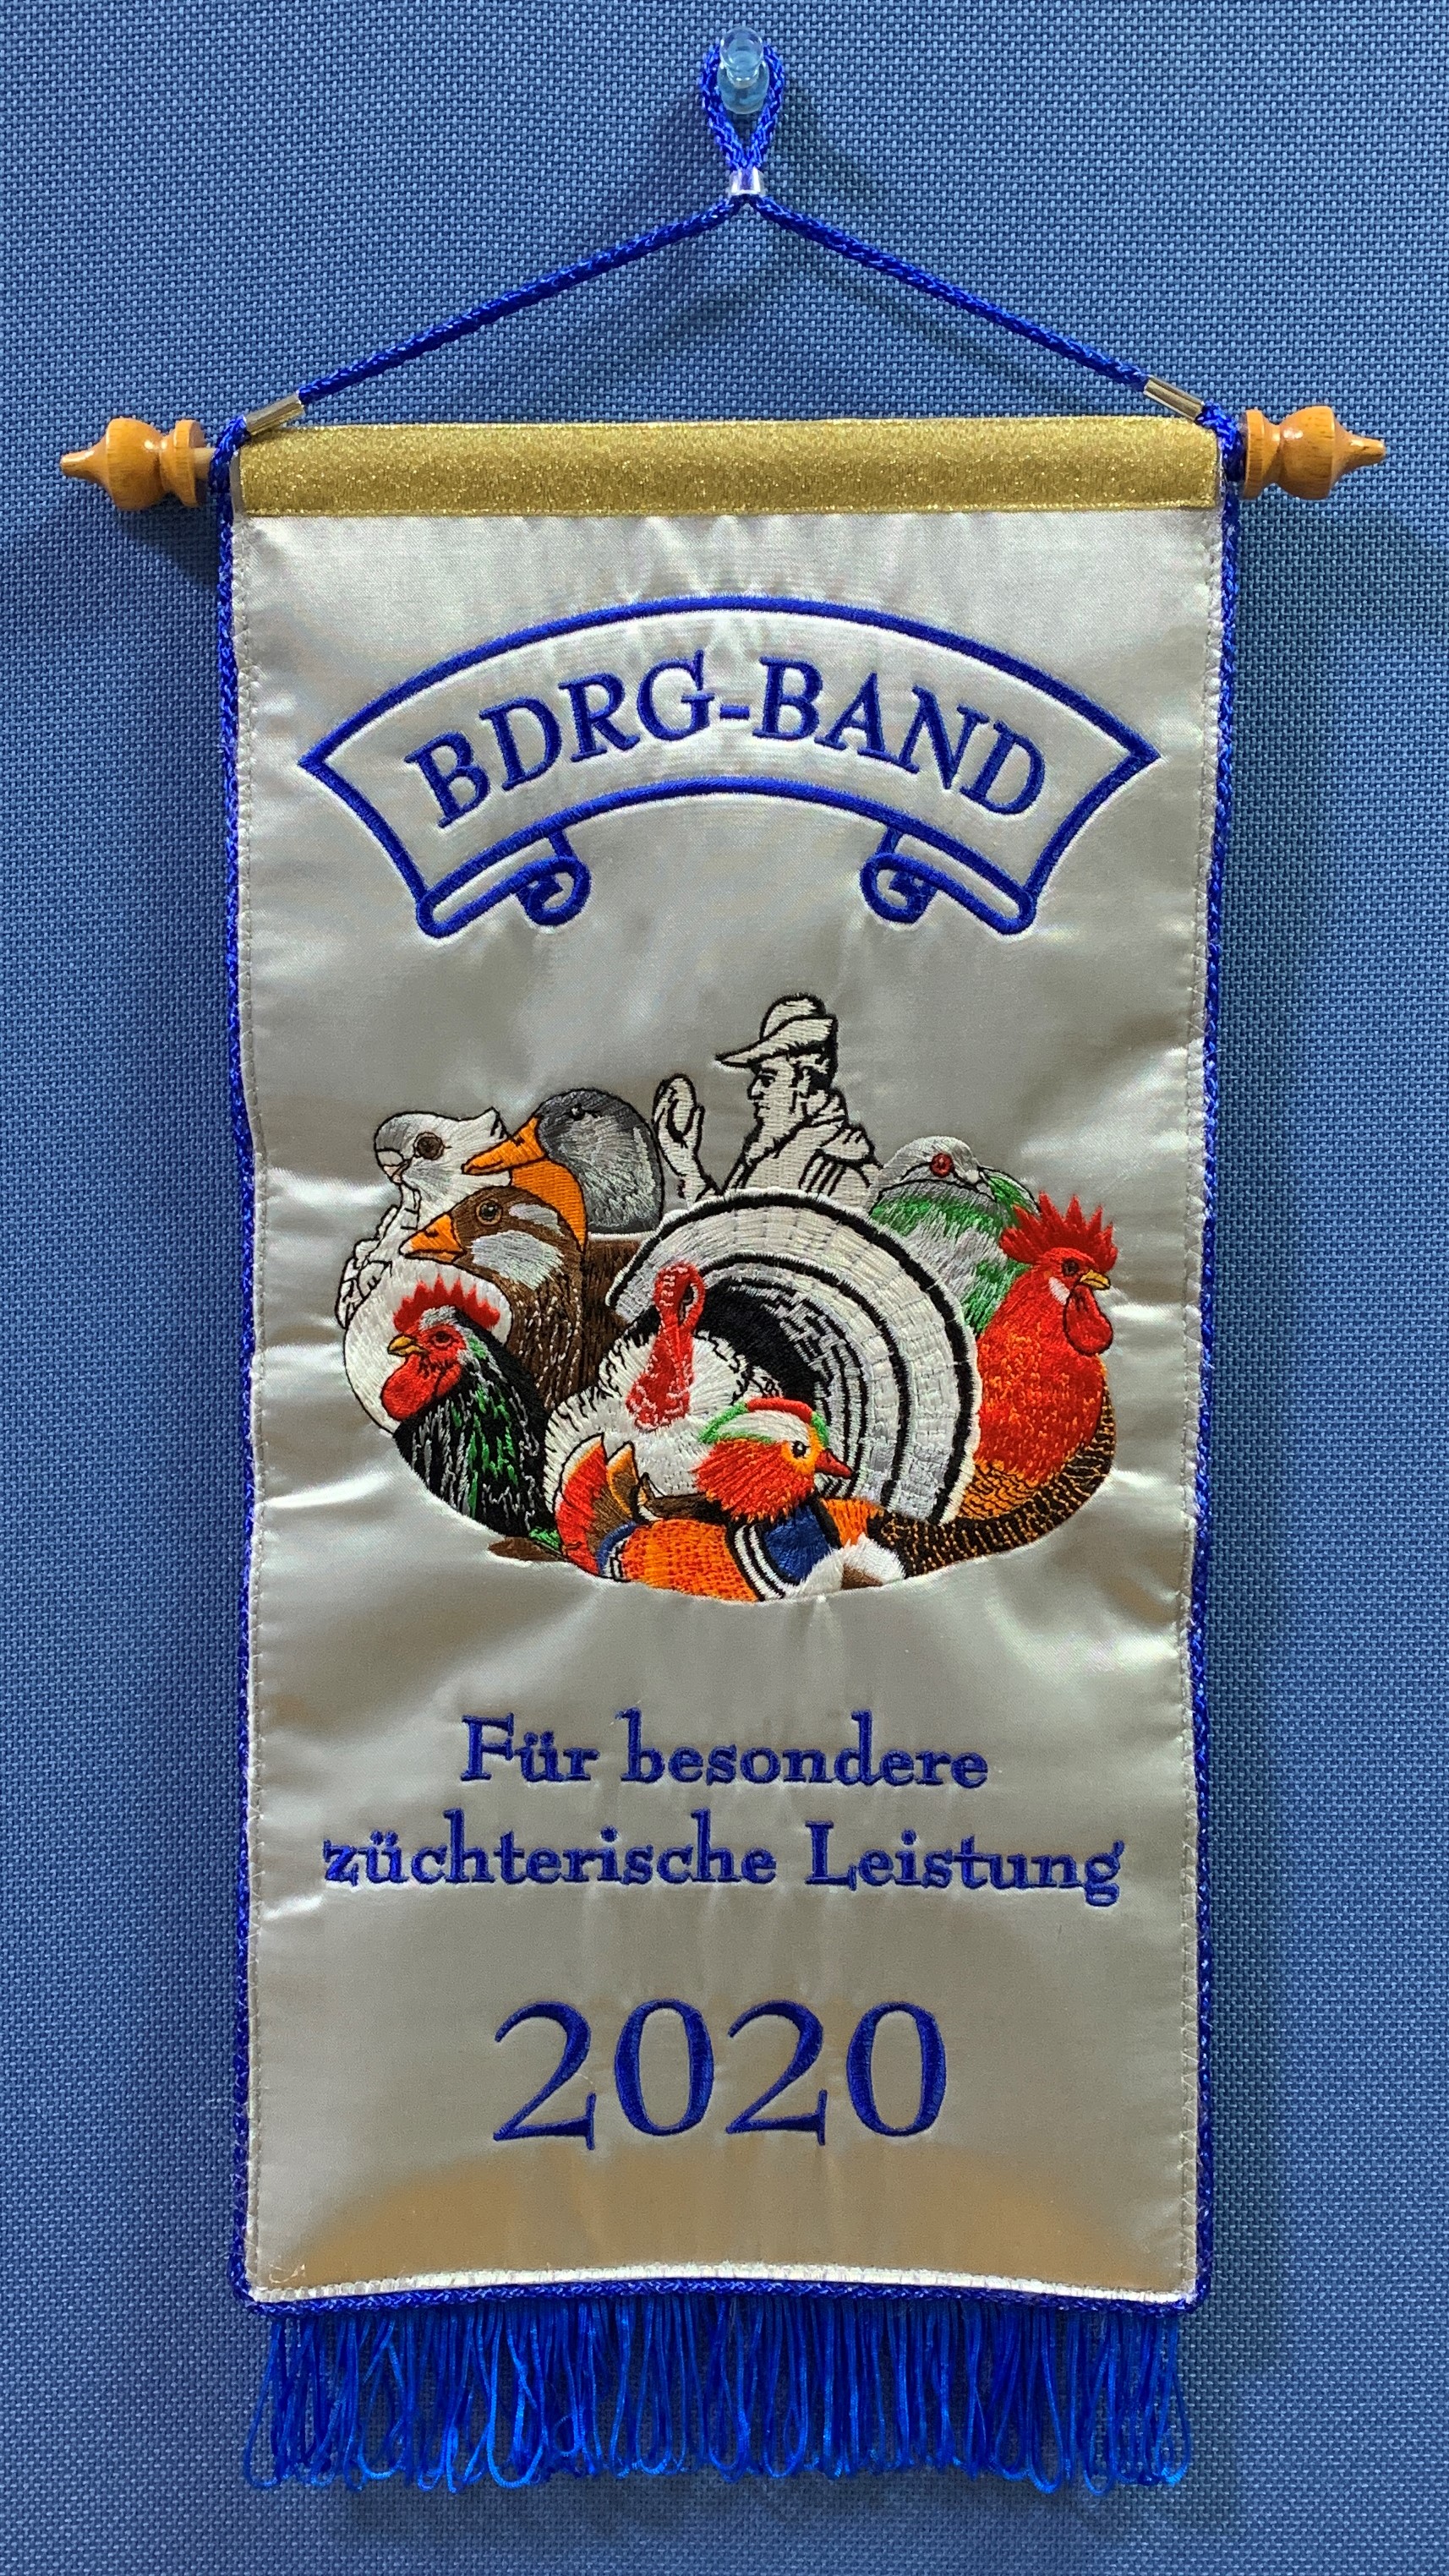 BDRG-BAND
Für besondere
züchterische Leistung
2020